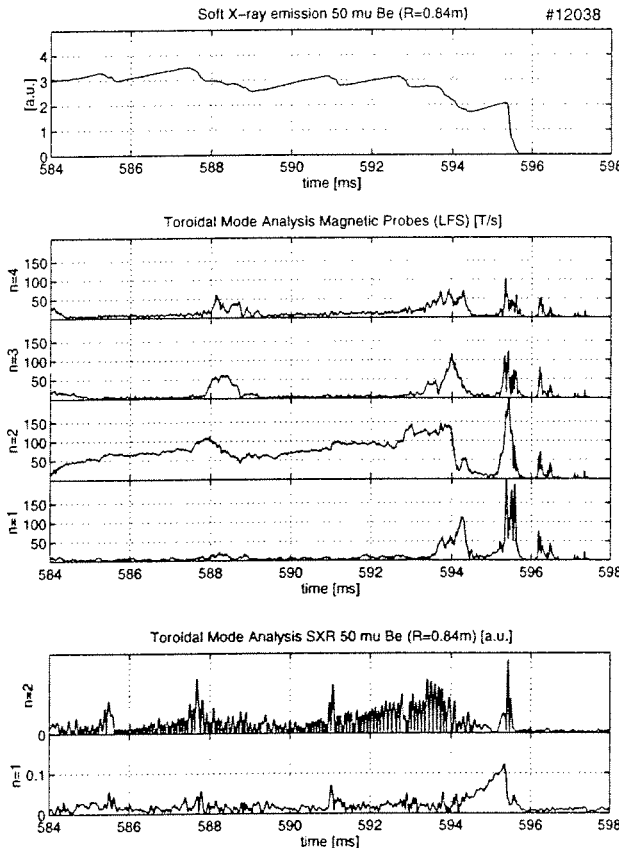 Soft X-ray emission 50 mu Be (R=0.84m) #12038
[a.u.]
4
3
2
1
0
584 586 588 590 592 594 596 598
time [ms]
Toroidal Mode Analysis Magnetic Probes (LFS) [T/s]
n=4
150
100
50
n=3
150
100
50
n=2
150
100
50
n=1
150
100
50
584 586 588 590 592 594 596 598
time [ms]
Toroidal Mode Analysis SXR 50 mu Be (R=0.84m) [a.u.]
n=2
n=1
0.1
0
584 586 588 590 592 594 596 598
time [ms]